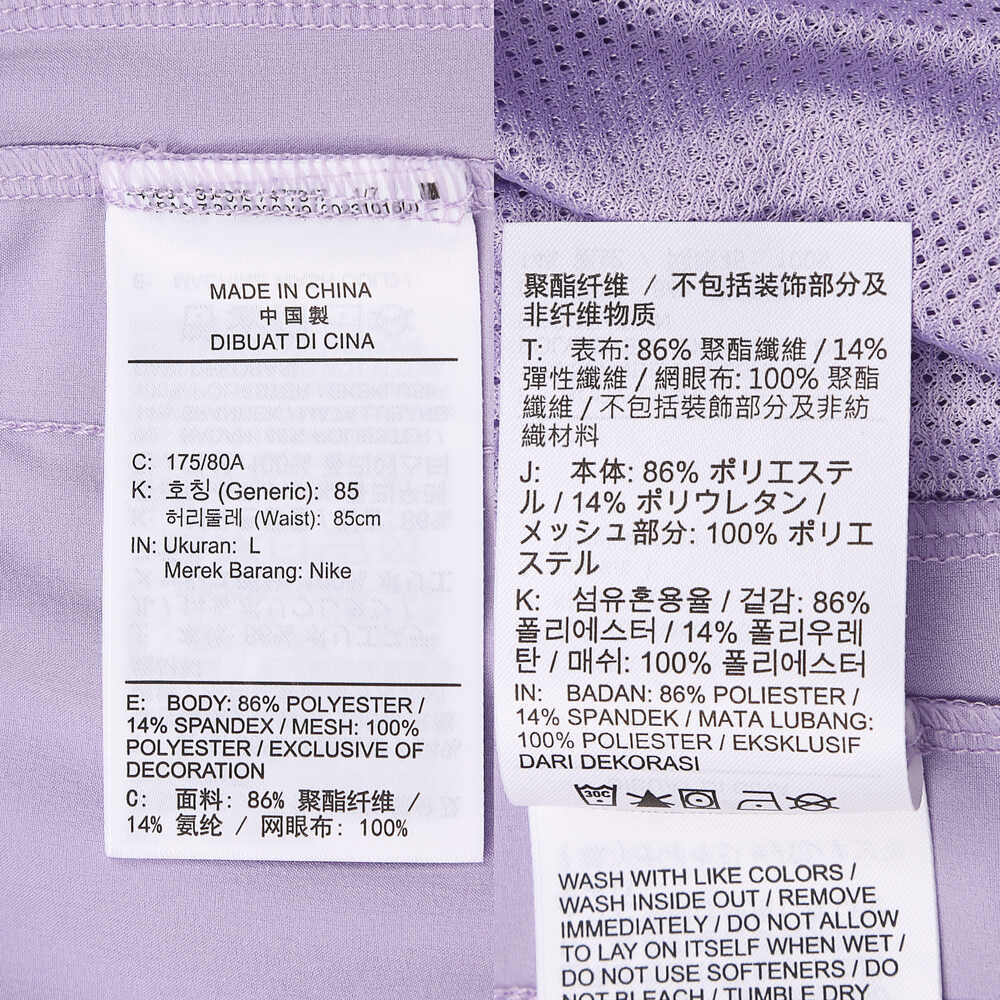 MADE IN CHINA
中国製
DIBUAT DI CINA
C: 175/80A
K: 호칭 (Generic): 85
허리둘레 (Waist): 85cm
IN: Ukuran: L
Merek Barang: Nike
E: BODY: 86% POLYESTER /
14% SPANDEX / MESH: 100%
POLYESTER / EXCLUSIVE OF
DECORATION
C: 面料: 86% 聚酯纤维 /
14% 氨纶 / 网眼布: 100%
聚酯纤维 / 不包括装饰部分及
非纤维物质
T: 表布: 86% 聚酯纖維 / 14%
彈性纖維 / 網眼布: 100% 聚酯
纖維 / 不包括裝飾部分及非紡
織材料
J: 本体: 86% ポリエステ
ル / 14% ポリウレタン /
メッシュ部分: 100% ポリエ
ステル
K: 섬유혼용율 / 겉감: 86%
폴리에스터 / 14% 폴리우레
탄 / 매쉬: 100% 폴리에스터
IN: BADAN: 86% POLIESTER /
14% SPANDEK / MATA LUBANG:
100% POLIESTER / EKSKLUSIF
DARI DEKORASI
30C
WASH WITH LIKE COLORS /
WASH INSIDE OUT / REMOVE
IMMEDIATELY / DO NOT ALLOW
TO LAY ON ITSELF WHEN WET /
DO NOT USE SOFTENERS / DO
NOT BLEACH / TUMBLE DRY